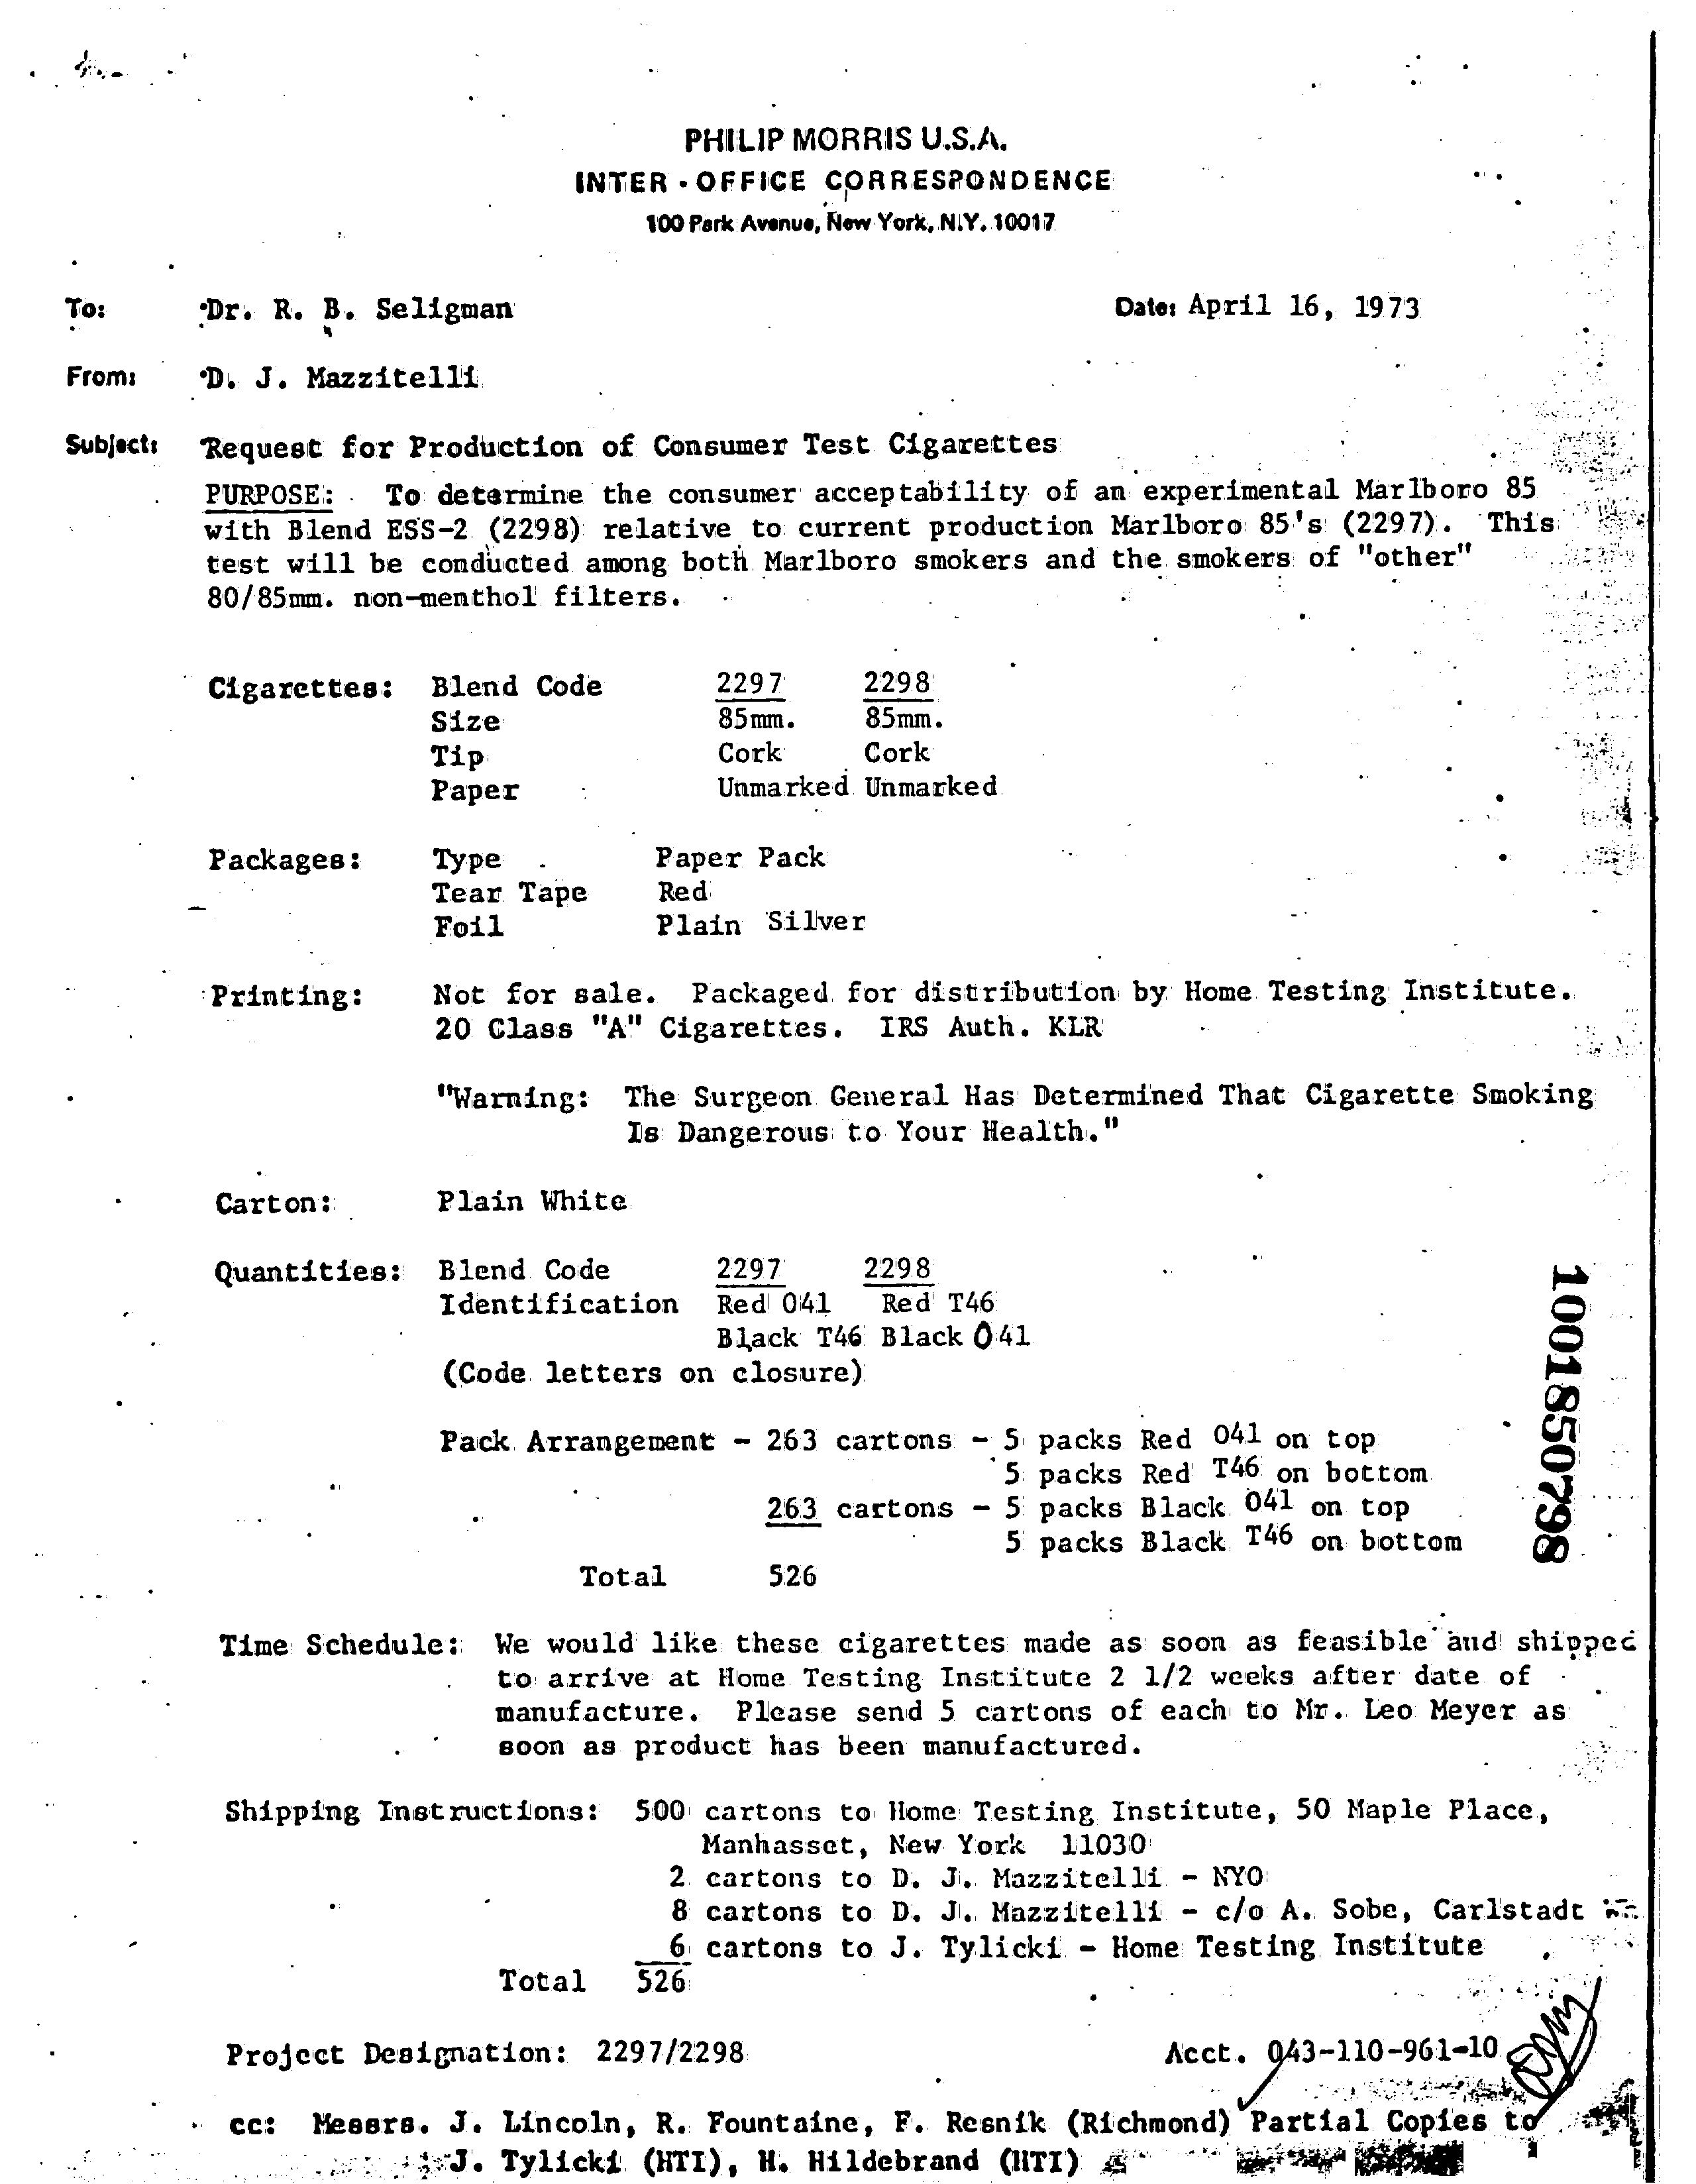 PHILIP MORRIS U.S.A.
INTER - OFFICE CORRESPONDENCE
100 Park Avenue, New York, N.Y. 10017
To: Dr. R. B. Seligman Date: April 16, 1973
From: D. J. Mazzitelli
Subject: Request for Production of Consumer Test Cigarettes
PURPOSE: To determine the consumer acceptability of an experimental Marlboro 85
with Blend ESS-2 (2298) relative to current production Marlboro 85's (2297). This
test will be conducted among both Marlboro smokers and the smokers of "other"
80/85mm. non-menthol filters.
Cigarettes: Blend Code 2297 2298
Size 85mm. 85mm.
Tip Cork Cork
Paper Unmarked Unmarked
Packages: Type Paper Pack
Tear Tape Red
Foil Plain Silver
Printing: Not for sale. Packaged for distribution by Home Testing Institute.
20 Class "A" Cigarettes. IRS Auth. KLR
"Warning: The Surgeon General Has Determined That Cigarette Smoking
Is Dangerous to Your Health."
Carton: Plain White
Quantities: Blend Code 2297 2298
Identification Red 041 Red T46
Black T46 Black 041
(Code letters on closure)
Pack Arrangement - 263 cartons - 5 packs Red 041 on top
5 packs Red T46 on bottom
263 cartons - 5 packs Black 041 on top
5 packs Black T46 on bottom
Total 526
Time Schedule: We would like these cigarettes made as soon as feasible and shipped
to arrive at Home Testing Institute 2 1/2 weeks after date of
manufacture. Please send 5 cartons of each to Mr. Leo Meyer as
soon as product has been manufactured.
Shipping Instructions: 500 cartons to Home Testing Institute, 50 Maple Place,
Manhasset, New York 11030
2 cartons to D. J. Mazzitelli - NYO
8 cartons to D. J. Mazzitelli - c/o A. Sobe, Carlstadt
6 cartons to J. Tylicki - Home Testing Institute
Total 526
Project Designation: 2297/2298 Acct. 043-110-961-10
cc: Messrs. J. Lincoln, R. Fountaine, F. Resnik (Richmond) Partial Copies to
J. Tylicki (HTI), H. Hildebrand (HTI)
1001850798